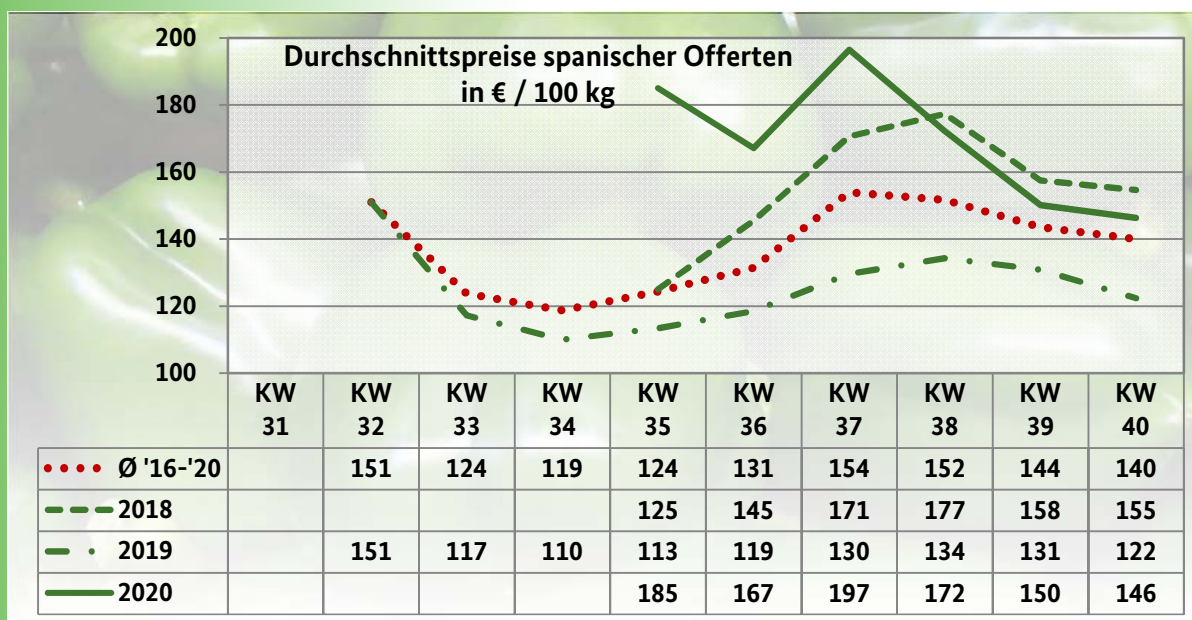 Durchschnittspreise spanischer Offerten
in € / 100 kg
200
180
160
140
120
100
KW 31 KW 32 KW 33 KW 34 KW 35 KW 36 KW 37 KW 38 KW 39 KW 40
Ø '16-'20 151 124 119 124 131 154 152 144 140
2018 125 145 171 177 158 155
2019 151 117 110 113 119 130 134 131 122
2020 185 167 197 172 150 146